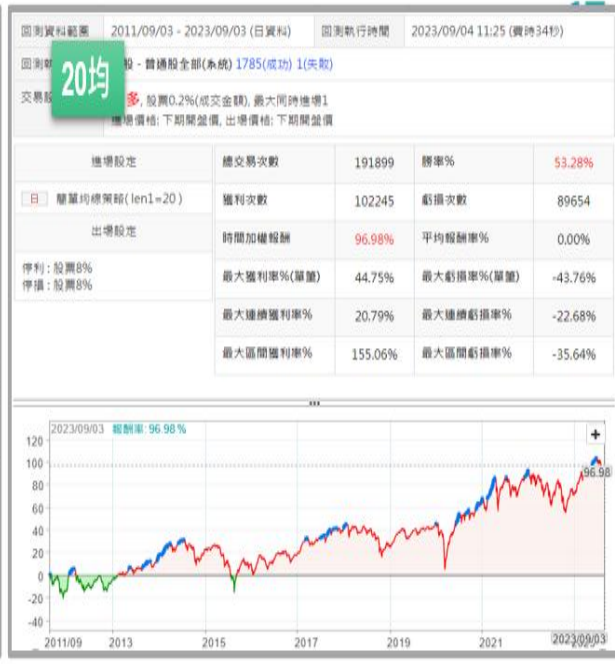 回測資料範圍 2011/09/03 - 2023/09/03 (日資料) 回測執行時間 2023/09/04 11:25 (費時34秒)
回測執 股 - 普通股全部(系統) 1785(成功) 1(失敗)
20均
交易設 多, 股票0.2%(成交金額), 最大同時進場1
進場價格: 下期開盤價, 出場價格: 下期開盤價
進場設定 總交易次數 191899 勝率% 53.28%
日 簡單均線策略(len1=20) 獲利次數 102245 虧損次數 89654
出場設定 時間加權報酬 96.98% 平均報酬率% 0.00%
停利: 股票8%
停損: 股票8%
最大獲利率%(單筆) 44.75% 最大虧損率%(單筆) -43.76%
最大連續獲利率% 20.79% 最大連續虧損率% -22.68%
最大區間獲利率% 155.06% 最大區間虧損率% -35.64%
2023/09/03 報酬率: 96.98%
+
120
100
96.98
80
60
40
20
0
-20
-40
2011/09 2013 2015 2017 2019 2021 2023/09/03